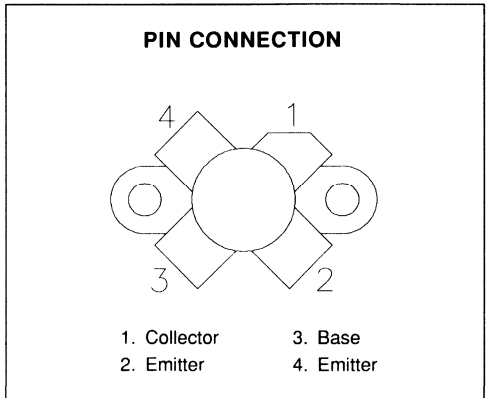 PIN CONNECTION
4 1
3 2
1. Collector 3. Base
2. Emitter 4. Emitter